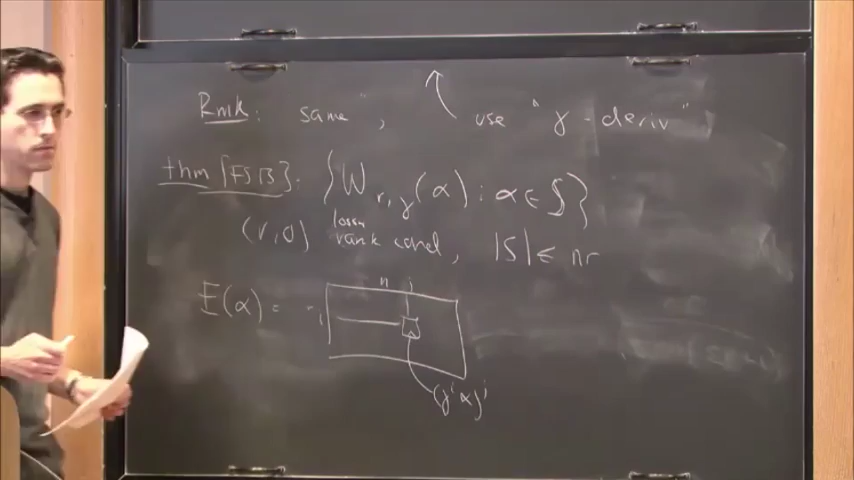 Rmk: same", use "γ-deriv"
thm [FS13]: {W_{r,γ}(α) : α ∈ S}
(r,0) lossy rank cond, |S| ≤ nr
E(α) =
n
j
i
(γ^i α)^j